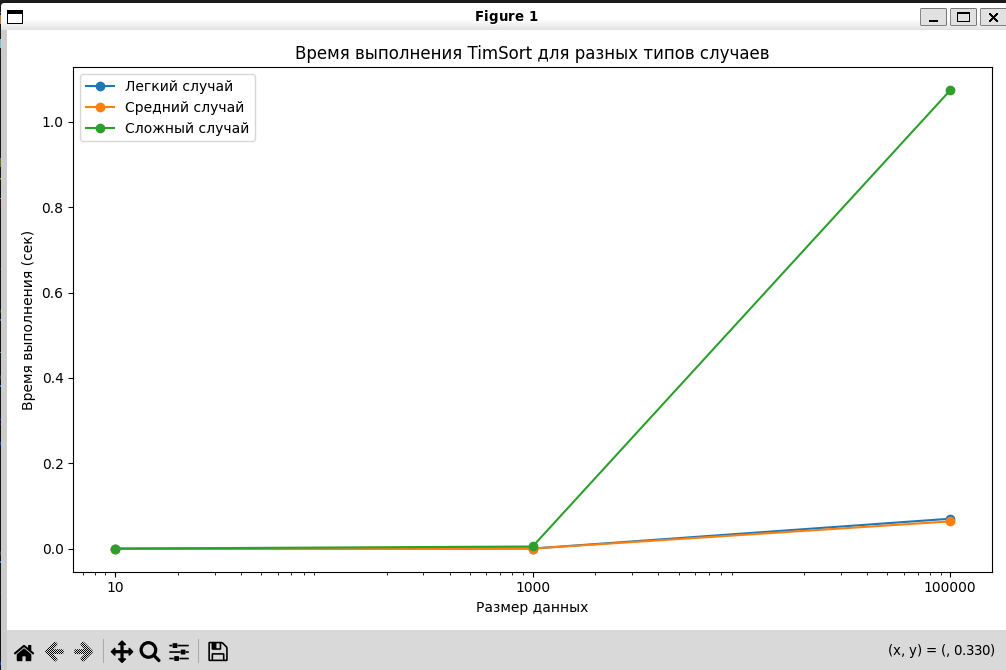 Figure 1
Время выполнения TimSort для разных типов случаев
Легкий случай
Средний случай
Сложный случай
Время выполнения (сек)
1.0
0.8
0.6
0.4
0.2
0.0
10
1000
100000
Размер данных
(x, y) = (, 0.330)